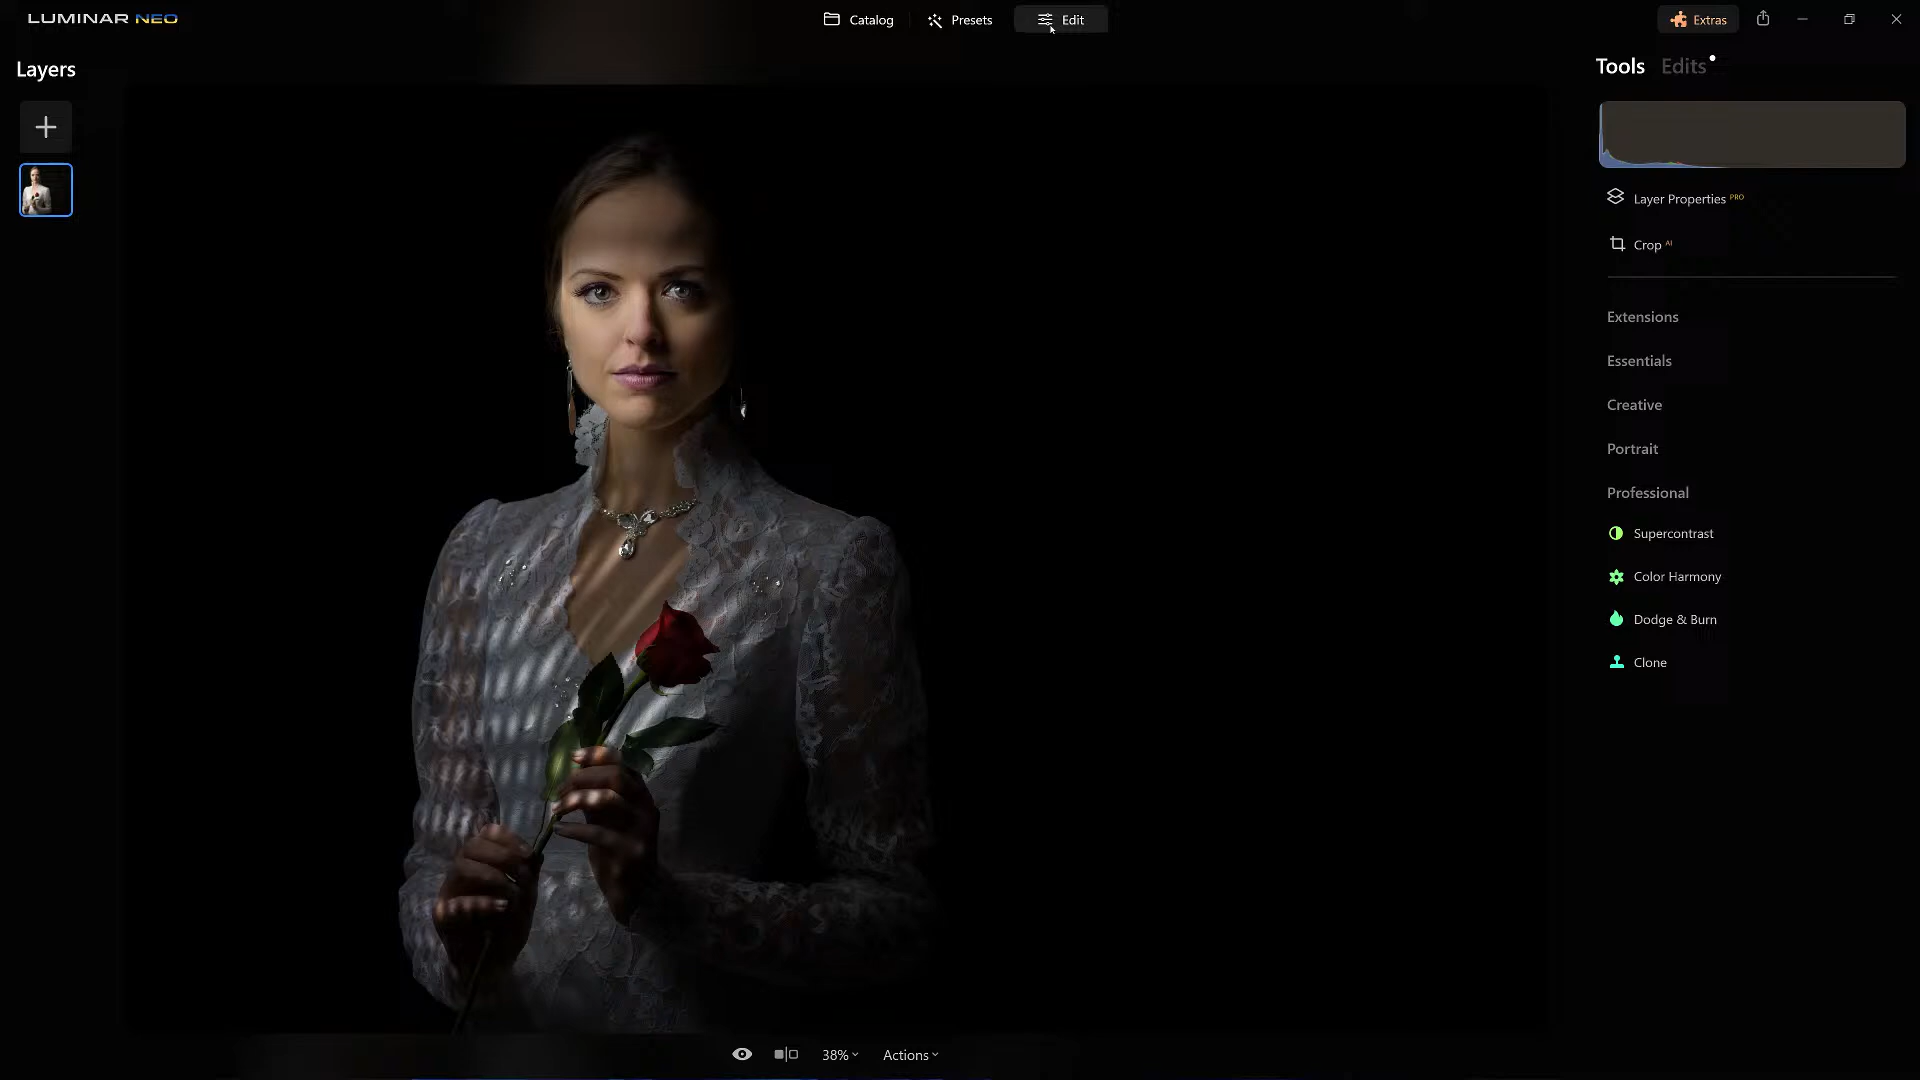 LUMINAR NEO
Catalog
Presets
Edit
Extras
Layers
Tools
Edits
Layer Properties PRO
Crop AI
Extensions
Essentials
Creative
Portrait
Professional
Supercontrast
Color Harmony
Dodge & Burn
Clone
38%
Actions